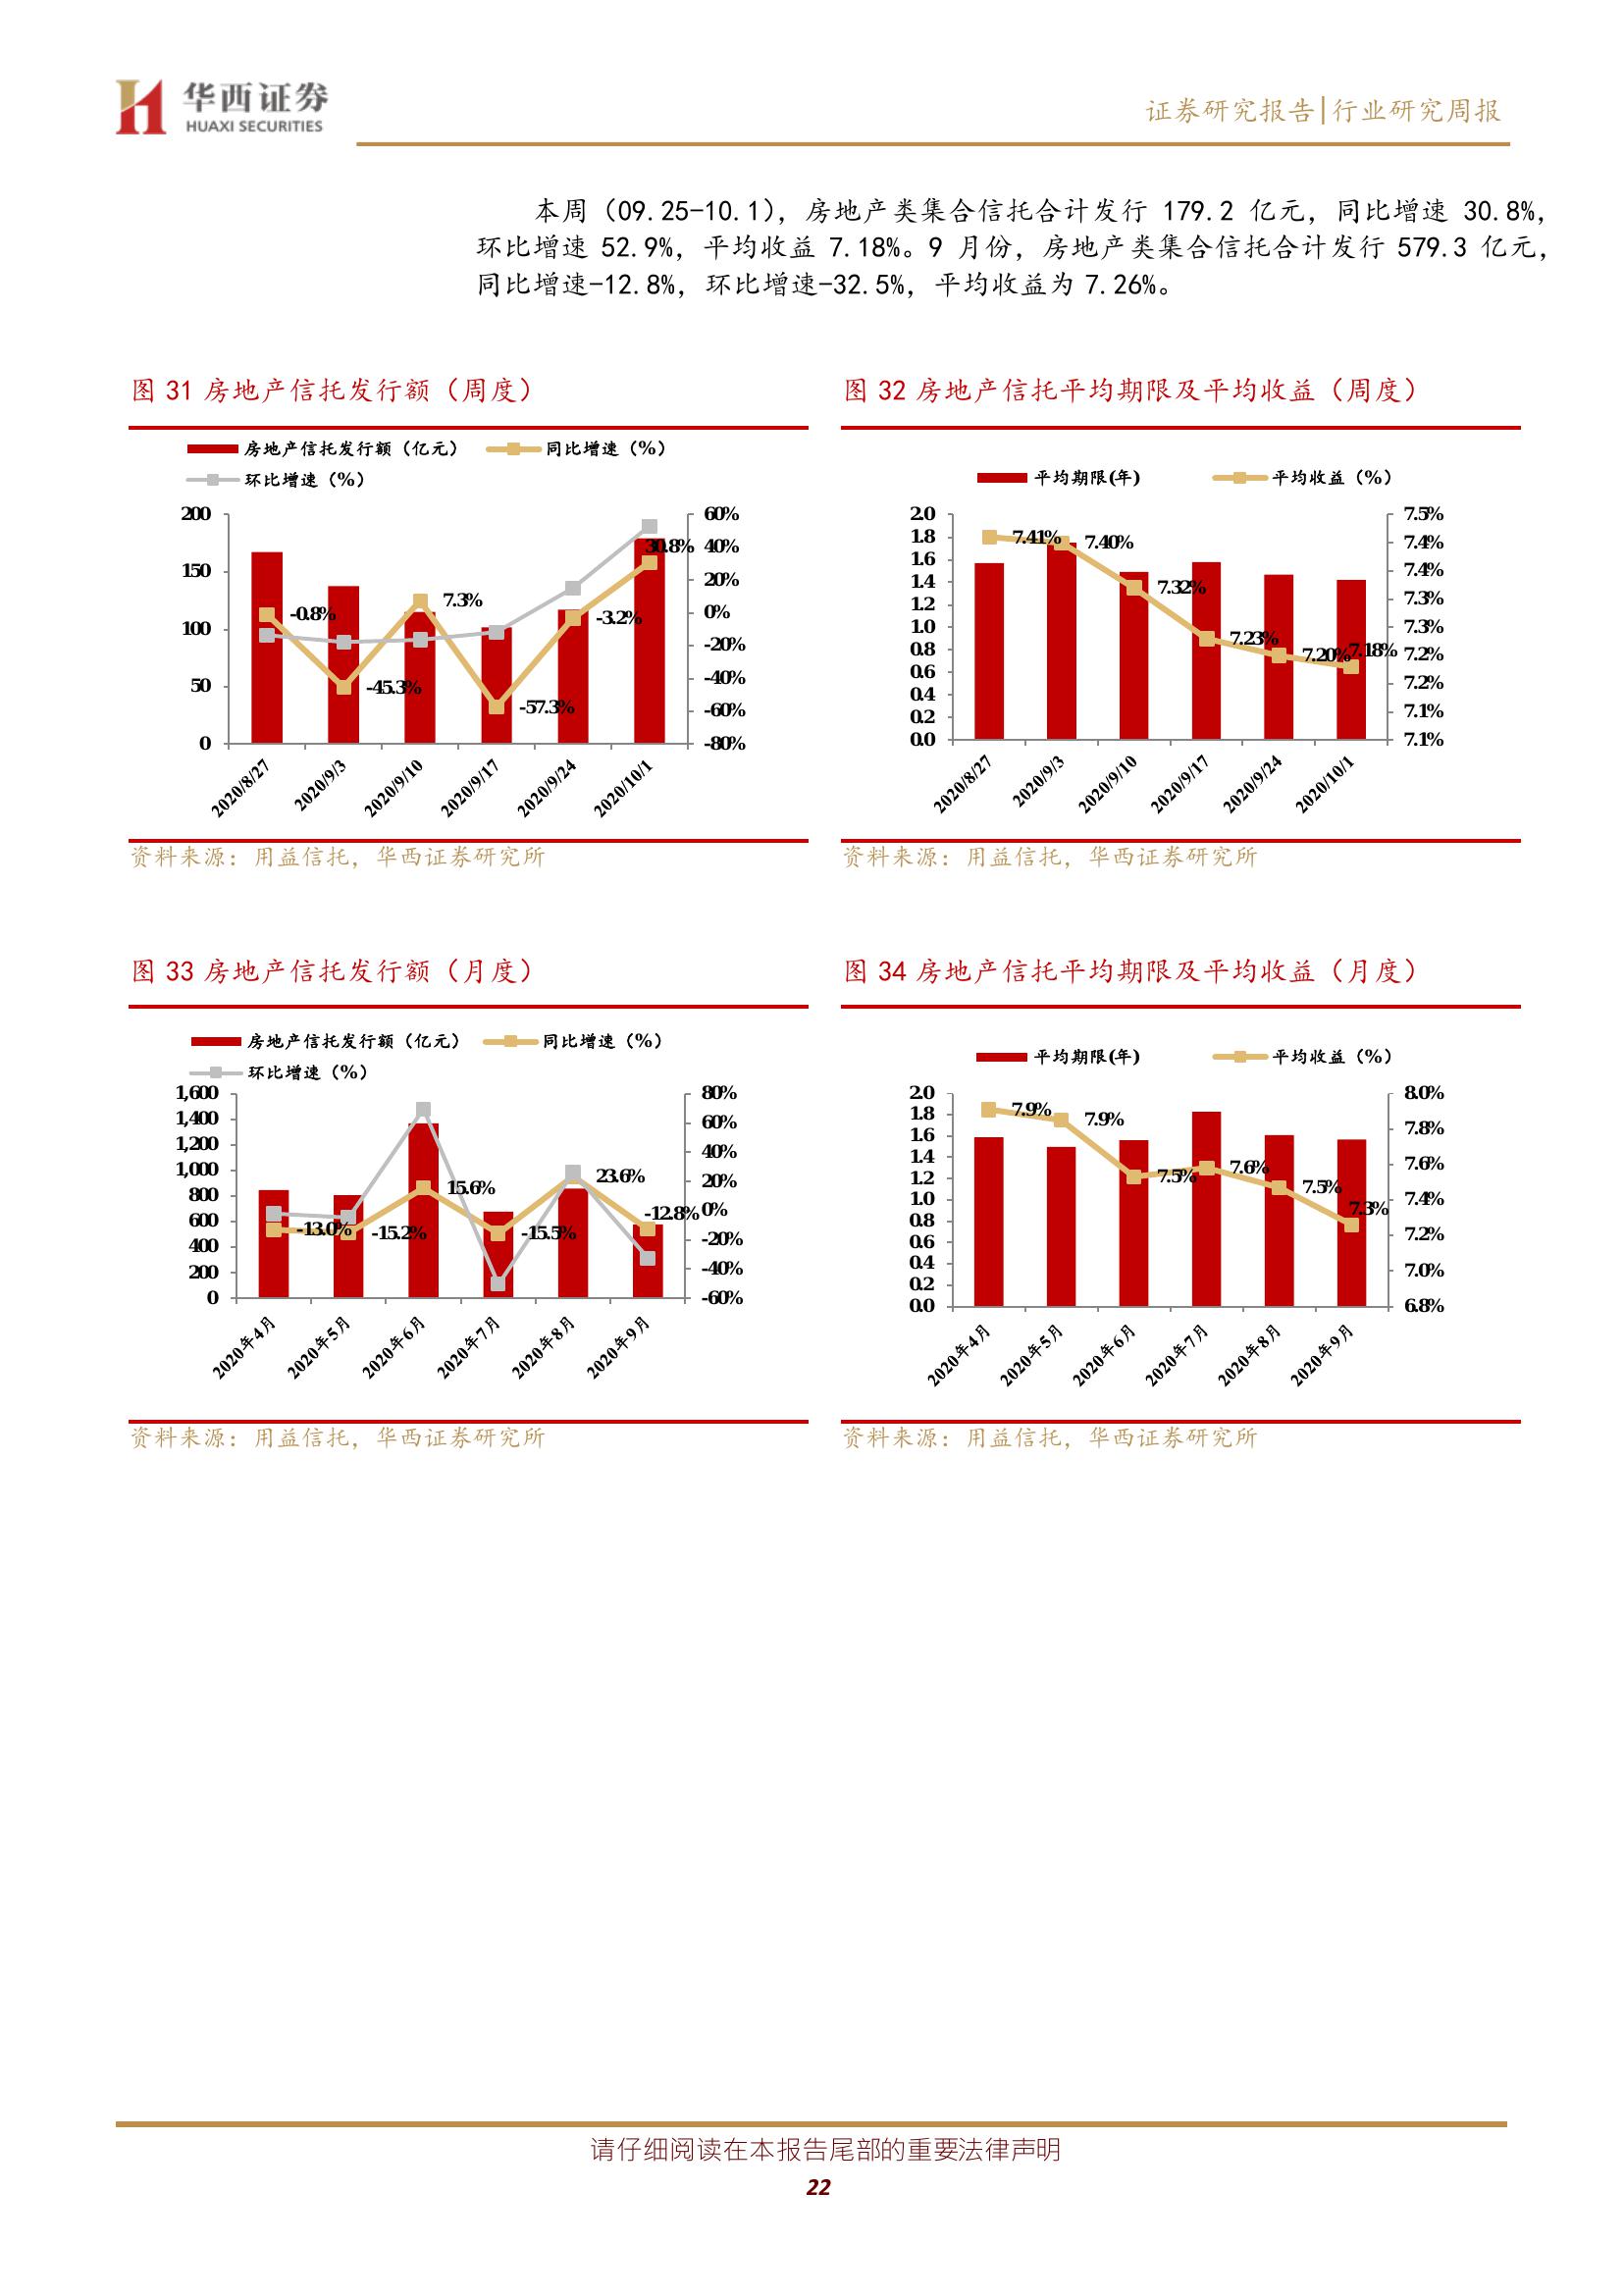 华西证券
HUAXI SECURITIES
证券研究报告|行业研究周报
本周（09.25-10.1），房地产类集合信托合计发行 179.2 亿元，同比增速 30.8%，
环比增速 52.9%，平均收益 7.18%。9 月份，房地产类集合信托合计发行 579.3 亿元，
同比增速-12.8%，环比增速-32.5%，平均收益为 7.26%。
图 31 房地产信托发行额（周度）
房地产信托发行额（亿元）
同比增速（%）
环比增速（%）
200
150
100
50
0
60%
40%
20%
0%
-20%
-40%
-60%
-80%
-0.8%
-45.3%
7.3%
-57.3%
-3.2%
30.8%
2020/8/27
2020/9/3
2020/9/10
2020/9/17
2020/9/24
2020/10/1
资料来源：用益信托，华西证券研究所
图 32 房地产信托平均期限及平均收益（周度）
平均期限(年)
平均收益（%）
2.0
1.8
1.6
1.4
1.2
1.0
0.8
0.6
0.4
0.2
0.0
7.5%
7.4%
7.4%
7.3%
7.3%
7.2%
7.2%
7.1%
7.1%
7.41%
7.40%
7.32%
7.23%
7.20%
7.18%
2020/8/27
2020/9/3
2020/9/10
2020/9/17
2020/9/24
2020/10/1
资料来源：用益信托，华西证券研究所
图 33 房地产信托发行额（月度）
房地产信托发行额（亿元）
同比增速（%）
环比增速（%）
1,600
1,400
1,200
1,000
800
600
400
200
0
80%
60%
40%
20%
0%
-20%
-40%
-60%
-13.0%
-15.2%
15.6%
-15.5%
23.6%
-12.8%
2020年4月
2020年5月
2020年6月
2020年7月
2020年8月
2020年9月
资料来源：用益信托，华西证券研究所
图 34 房地产信托平均期限及平均收益（月度）
平均期限(年)
平均收益（%）
2.0
1.8
1.6
1.4
1.2
1.0
0.8
0.6
0.4
0.2
0.0
8.0%
7.8%
7.6%
7.4%
7.2%
7.0%
6.8%
7.9%
7.9%
7.5%
7.6%
7.5%
7.3%
2020年4月
2020年5月
2020年6月
2020年7月
2020年8月
2020年9月
资料来源：用益信托，华西证券研究所
请仔细阅读在本报告尾部的重要法律声明
22